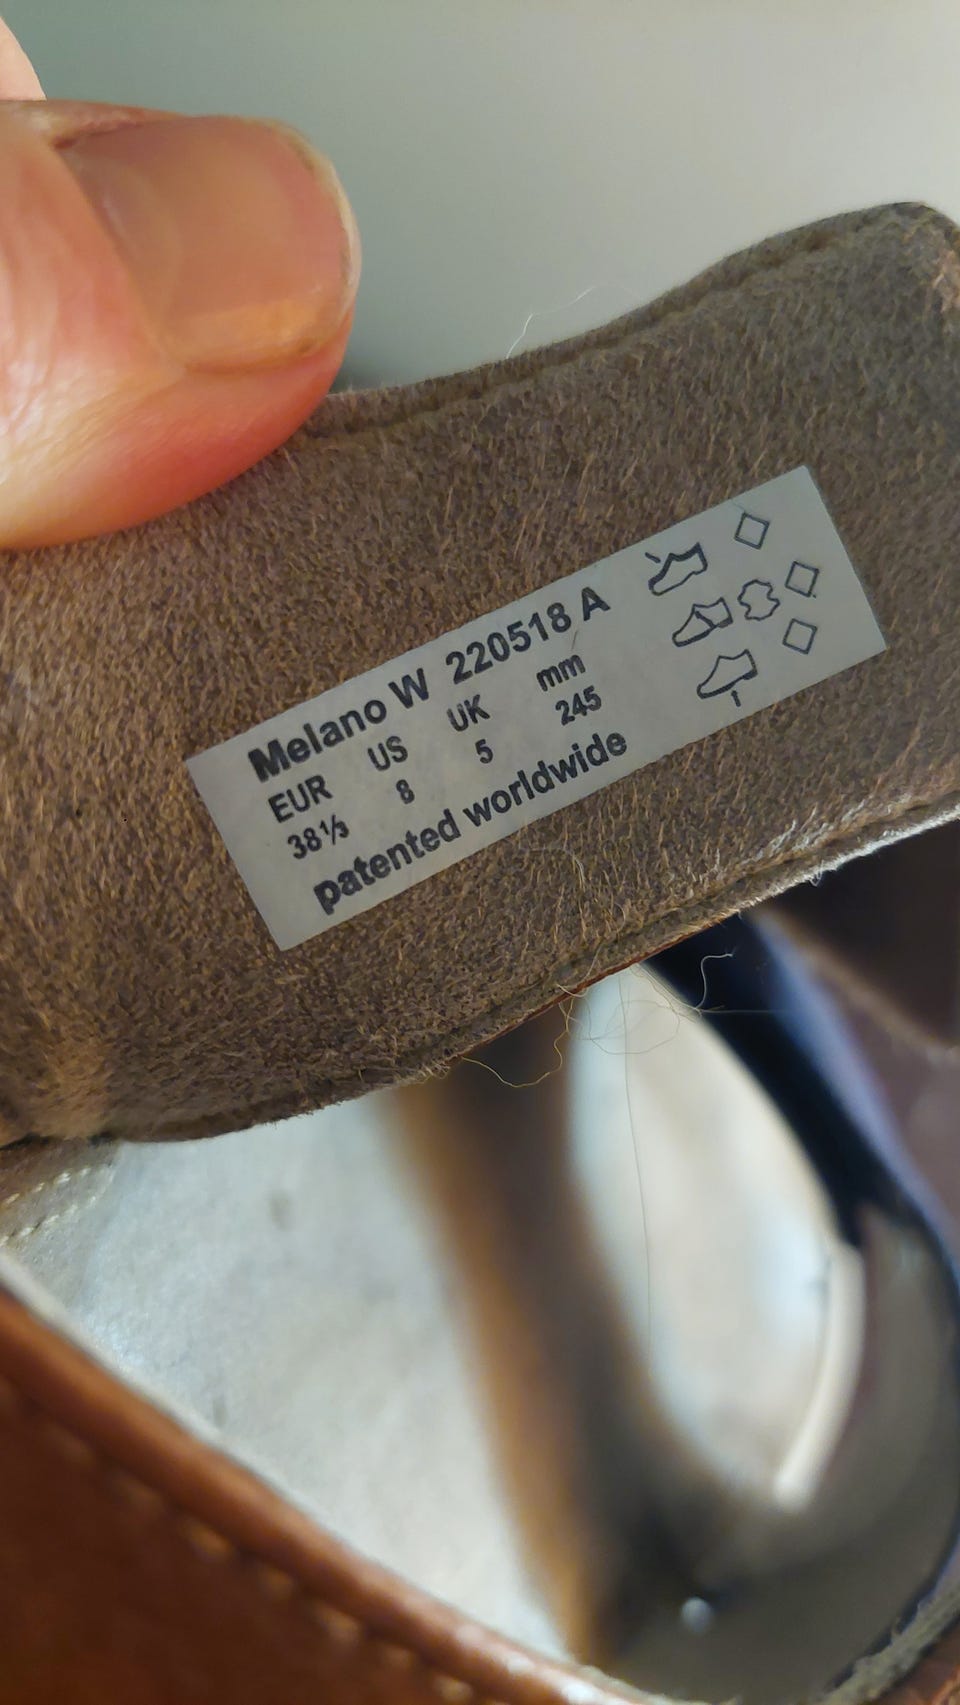 Melano W 220518 A
EUR US UK mm
38⅓ 8 5 245
patented worldwide